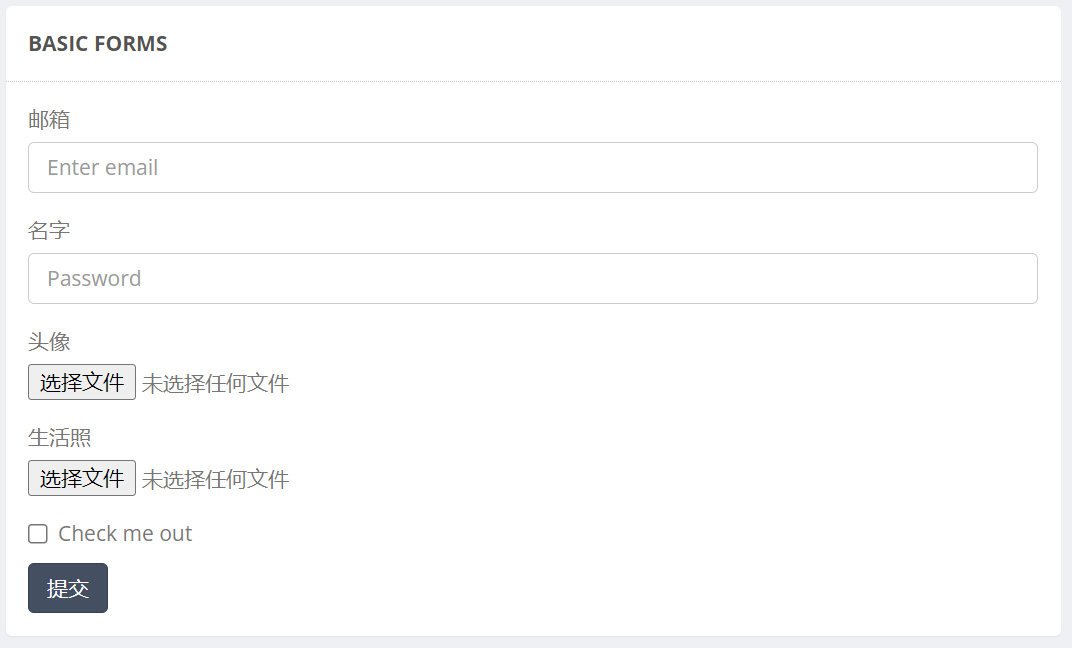 BASIC FORMS
邮箱
Enter email
名字
Password
头像
选择文件 未选择任何文件
生活照
选择文件 未选择任何文件
Check me out
提交